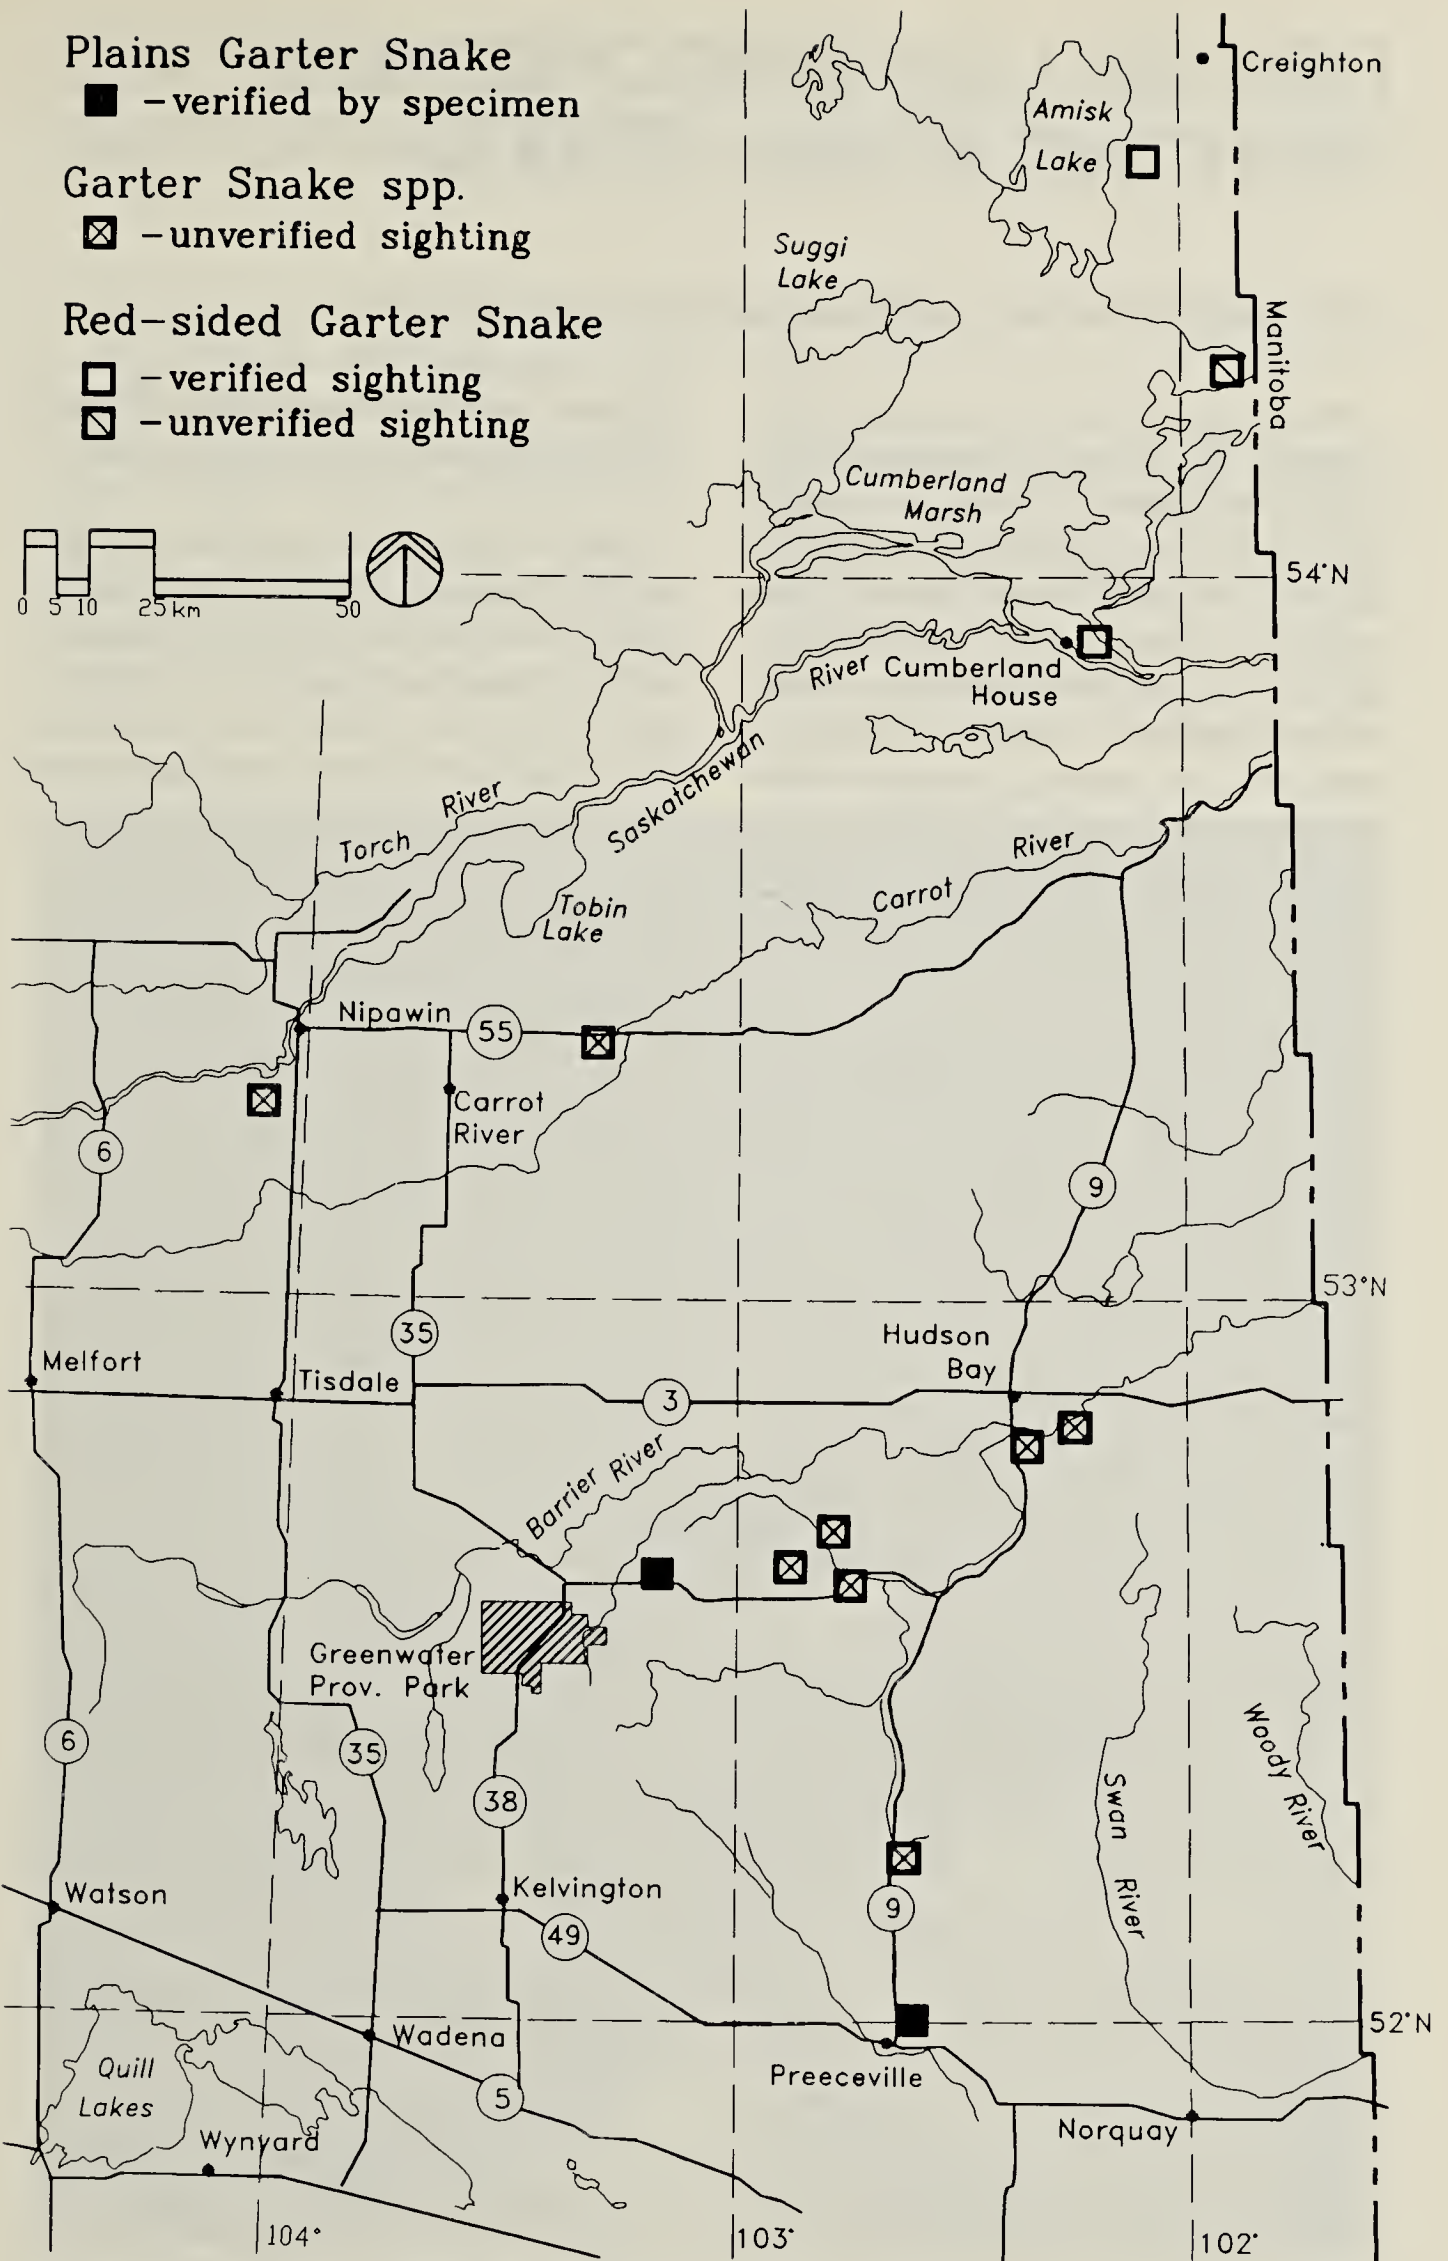 Plains Garter Snake
-verified by specimen
Garter Snake spp.
-unverified sighting
Red-sided Garter Snake
-verified sighting
-unverified sighting
0 5 10 25 km 50
Creighton
Amisk
Lake
Suggi
Lake
Manitoba
Cumberland
Marsh
54°N
River
Cumberland
House
Saskatchewan
River
Torch
Tobin
Lake
River
Carrot
Nipawin
55
Carrot
River
6
9
53°N
35
Hudson
Bay
Melfort
Tisdale
3
Barrier River
Greenwater
Prov. Park
6
35
38
Swan
River
Woody
River
Watson
Kelvington
49
9
52°N
Wadena
Quill
Lakes
5
Preeceville
Norquay
Wynyard
104°
103°
102°